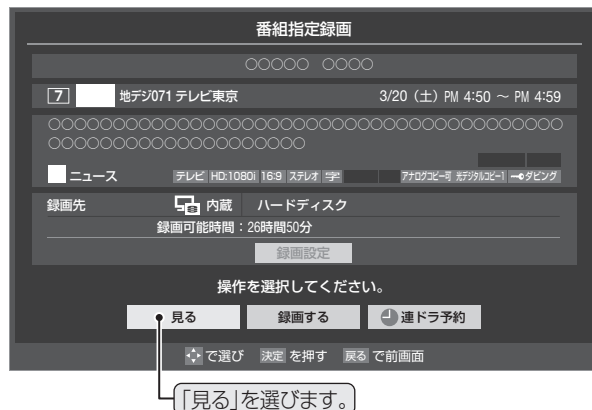 番組指定録画
○○○○○ ○○○○
7 地デジ071 テレビ東京 3/20（土）PM 4:50 ～ PM 4:59
○○○○○○○○○○○○○○○○○○○○○○○○○○○○○○○○○○○○○○○
○○○○○○○○○○○○○○○○○○○
ニュース テレビ HD:1080i 16:9 ステレオ 字 アナログコピー可 光デジタルコピー1 ダビング
録画先 内蔵 ハードディスク
録画可能時間：26時間50分
録画設定
操作を選択してください。
見る 録画する 連ドラ予約
で選び 決定 を押す 戻る で前画面
「見る」を選びます。